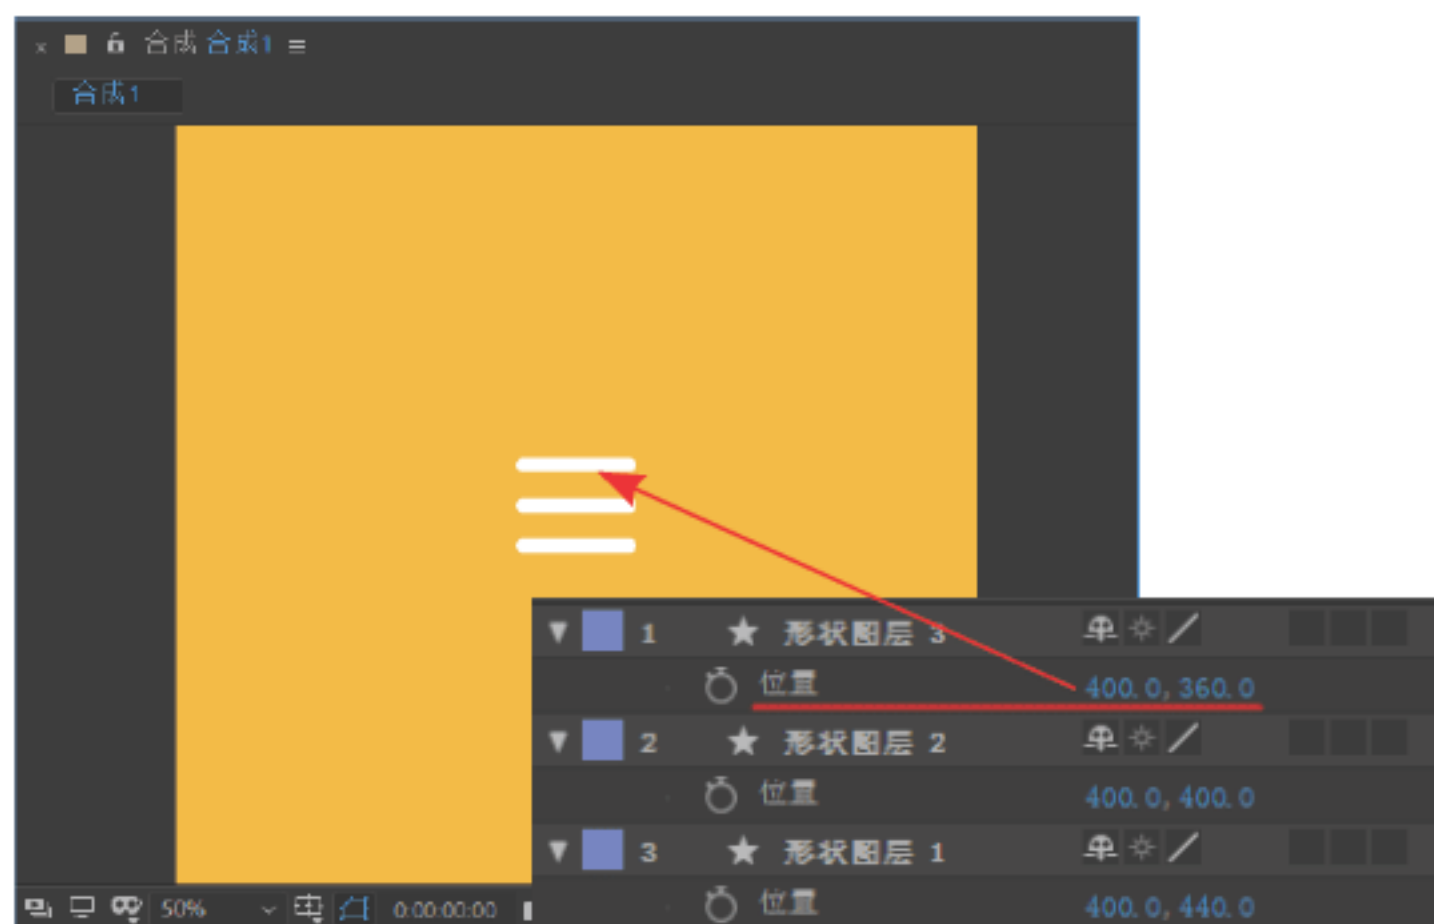 合成 合成1
合成1
1 形状图层 3
位置 400.0, 360.0
2 形状图层 2
位置 400.0, 400.0
3 形状图层 1
位置 400.0, 440.0
50% 0:00:00:00